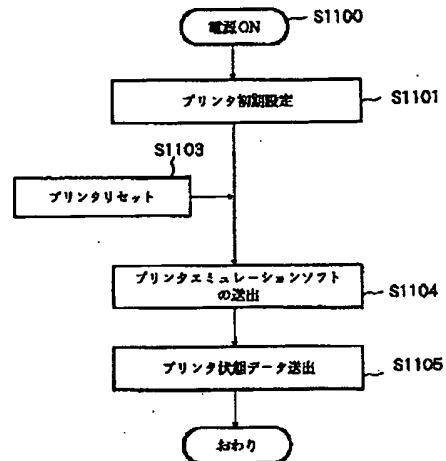 電源ON
S1100
プリンタ初期設定
S1101
S1103
プリンタリセット
プリンタエミュレーションソフト
の送出
S1104
プリンタ状態データ送出
S1105
おわり